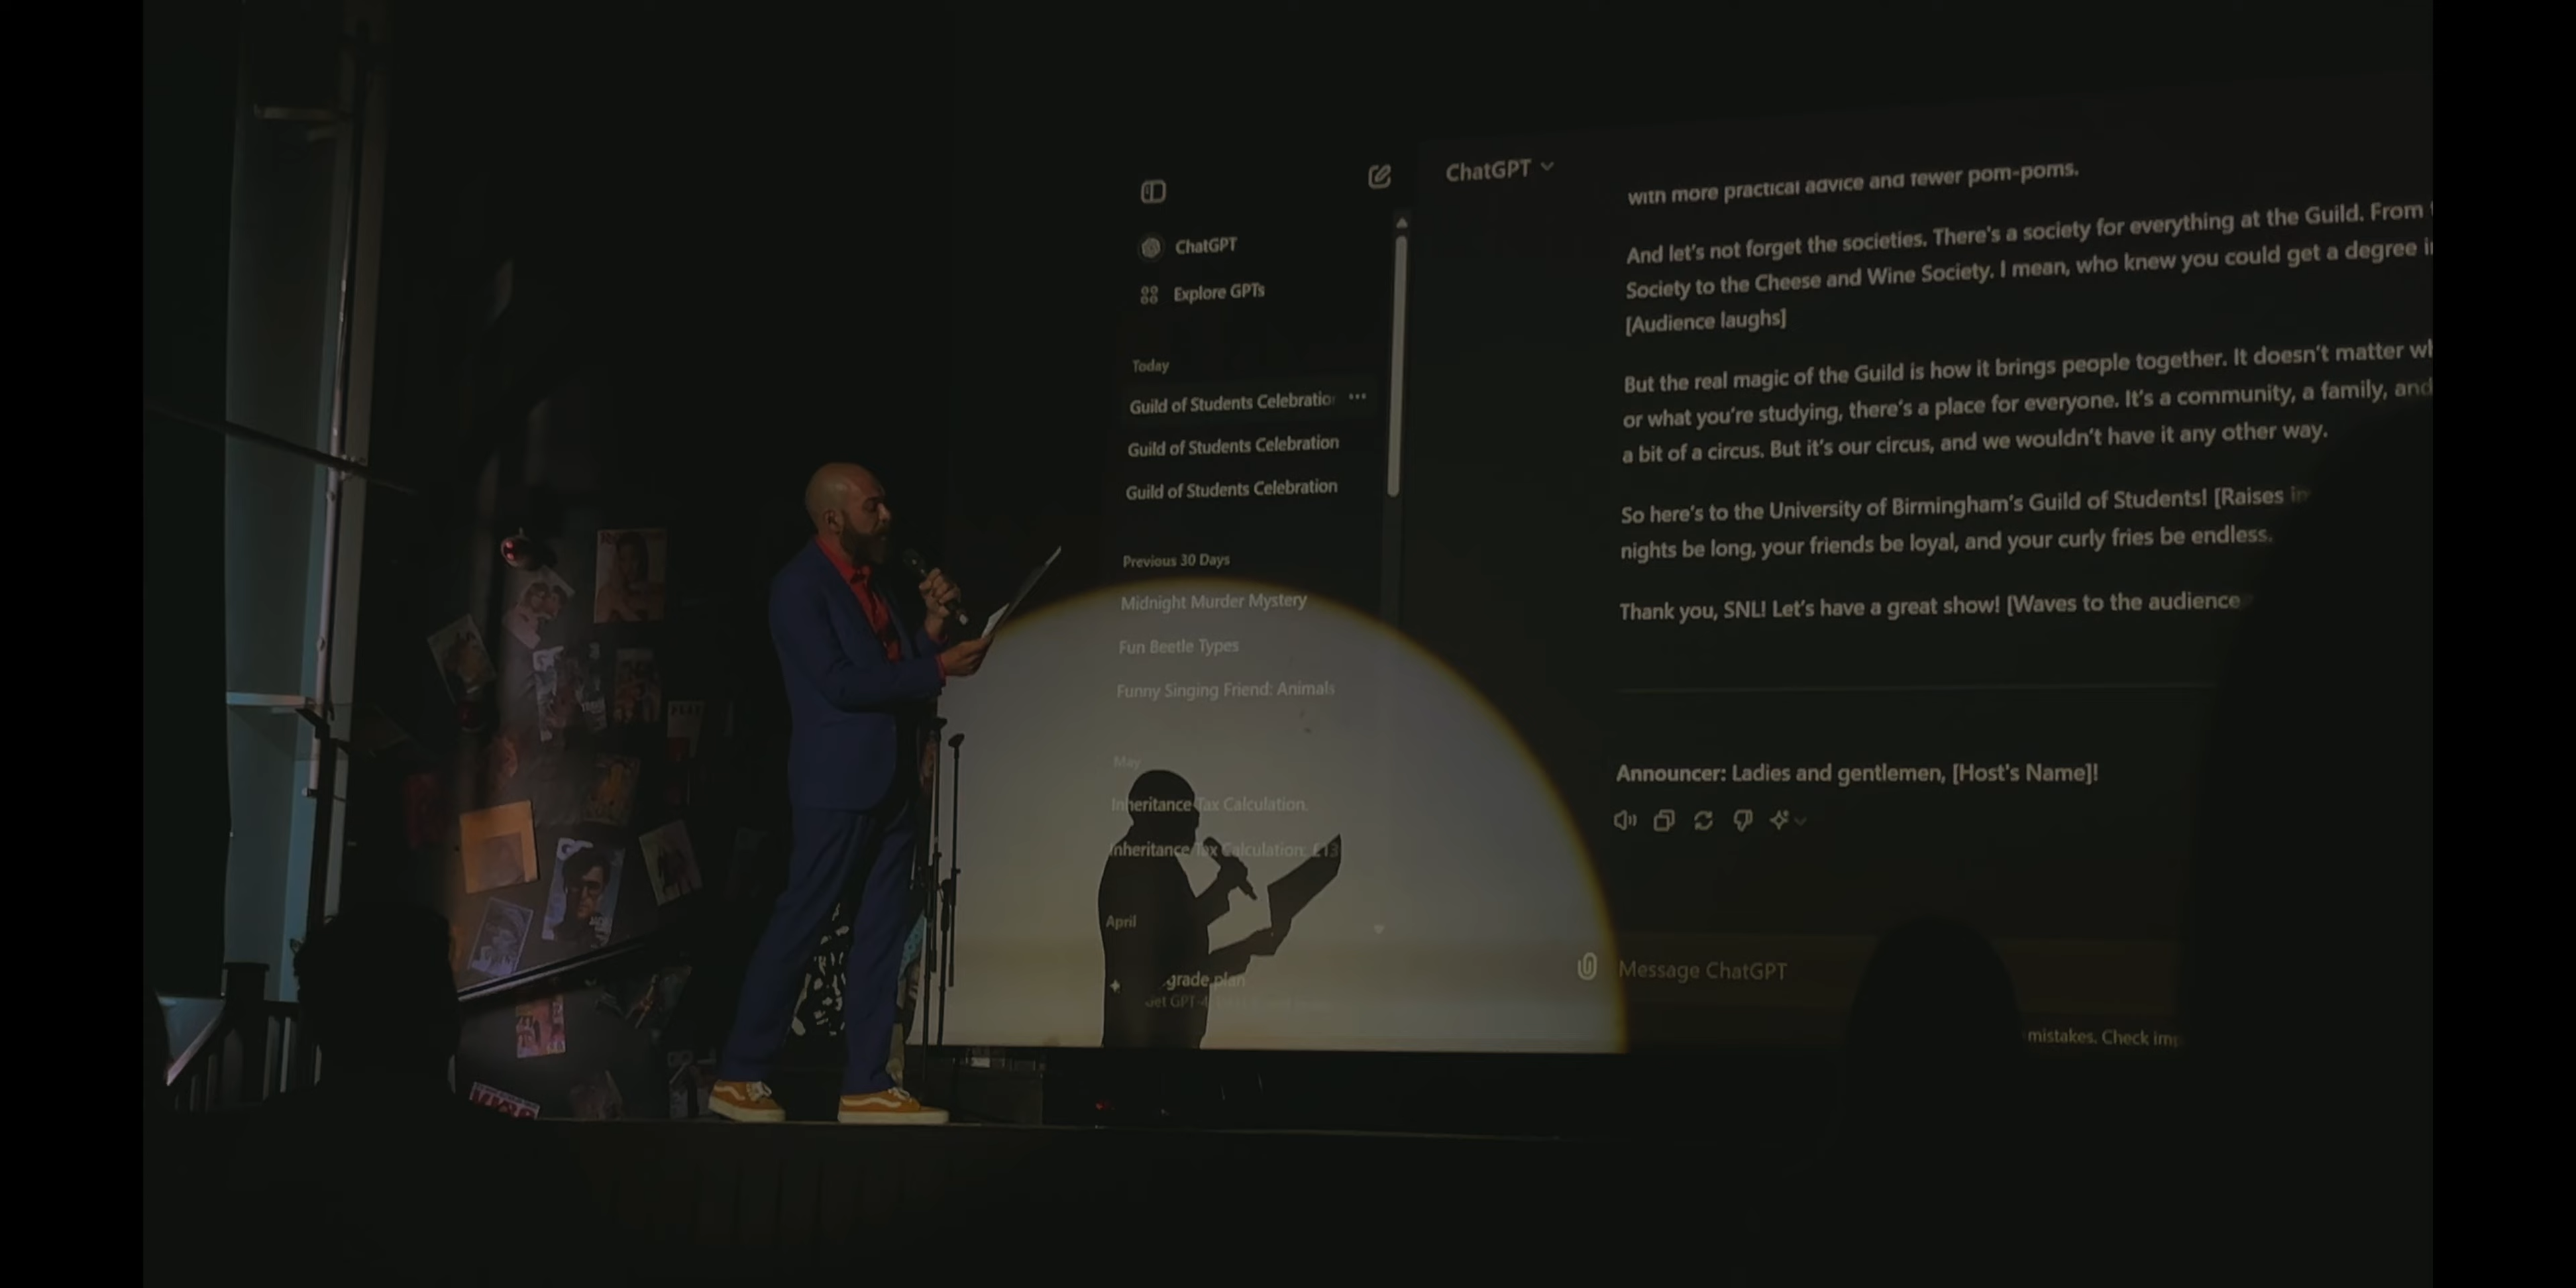 ChatGPT
Explore GPTs
Today
Guild of Students Celebration
Guild of Students Celebration
Guild of Students Celebration
Previous 30 Days
Midnight Murder Mystery
Fun Beetle Types
Funny Singing Friend: Animals
May
Inheritance Tax Calculation.
Inheritance Tax Calculation: £13
April
grade plan
ChatGPT
with more practical advice and fewer pom-poms.
And let's not forget the societies. There's a society for everything at the Guild. From
Society to the Cheese and Wine Society. I mean, who knew you could get a degree
[Audience laughs]
But the real magic of the Guild is how it brings people together. It doesn't matter
or what you're studying, there's a place for everyone. It's a community, a family, and
a bit of a circus. But it's our circus, and we wouldn't have it any other way.
So here's to the University of Birmingham's Guild of Students! [Raises
nights be long, your friends be loyal, and your curly fries be endless.
Thank you, SNL! Let's have a great show! [Waves to the audience
Announcer: Ladies and gentlemen, [Host's Name]!
Message ChatGPT
mistakes. Check